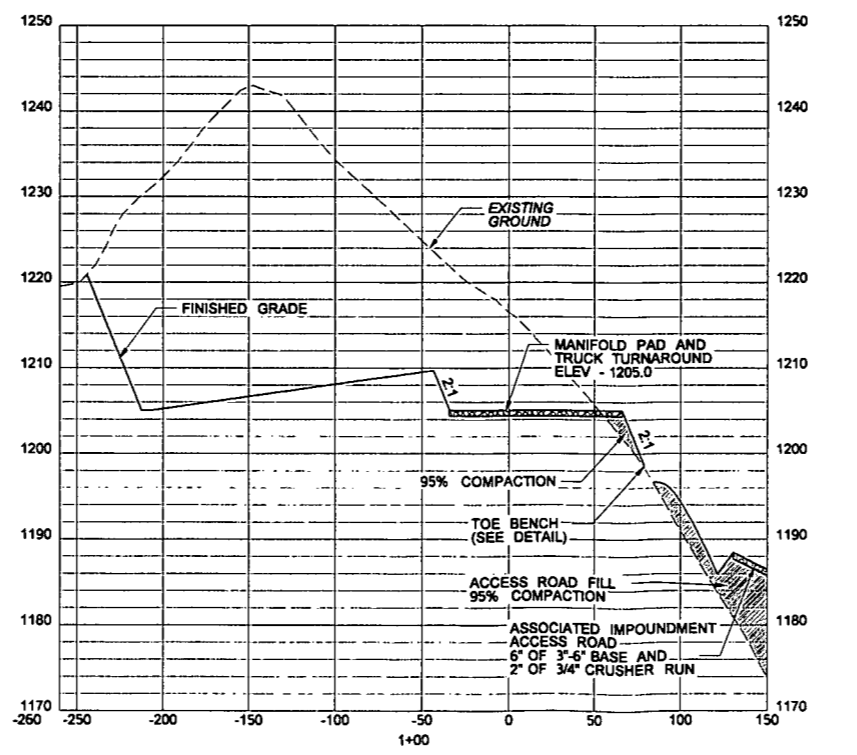 1250 1250
1240 1240
1230 1230
EXISTING
GROUND
1220 1220
FINISHED GRADE
MANIFOLD PAD AND
TRUCK TURNAROUND
ELEV - 1205.0
1210 1210
2:1
2:1
1200 1200
95% COMPACTION
TOE BENCH
(SEE DETAIL)
1190 1190
ACCESS ROAD FILL
95% COMPACTION
1180 1180
ASSOCIATED IMPOUNDMENT
ACCESS ROAD
6" OF 3"-6" BASE AND
2" OF 3/4" CRUSHER RUN
1170 1170
-260 -250 -200 -150 -100 -50 0 50 100 150
1+00